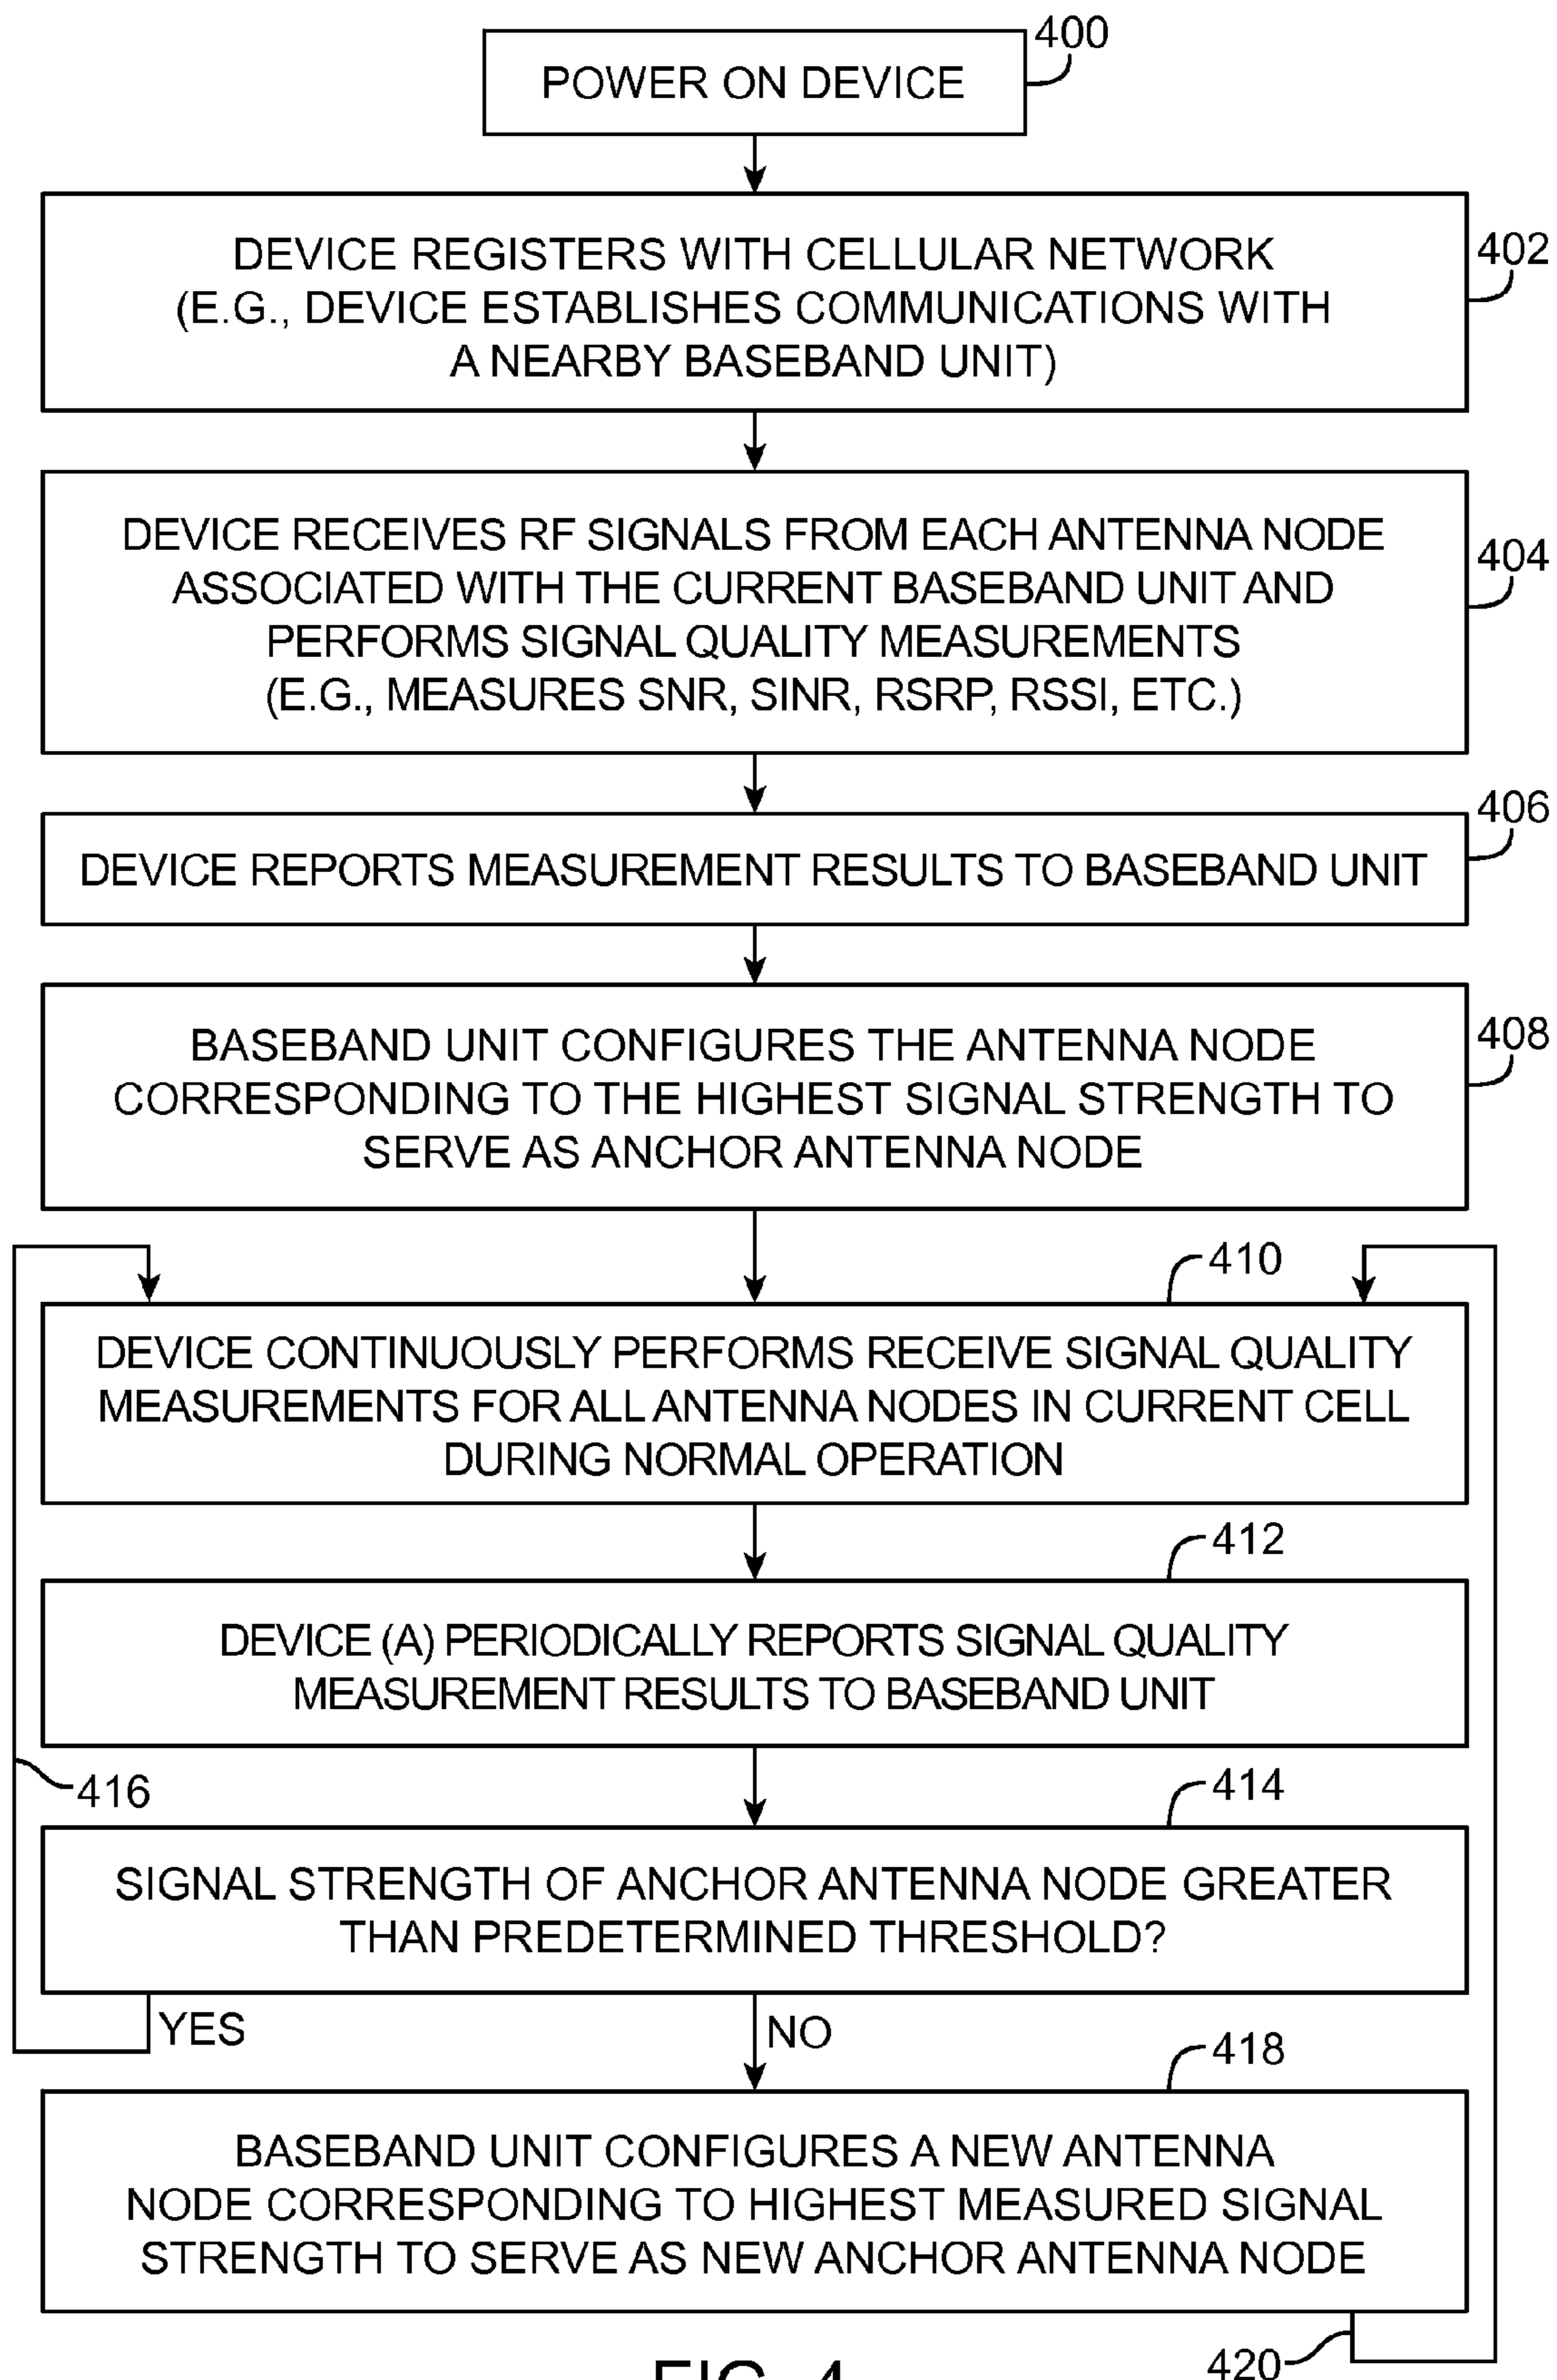 400
POWER ON DEVICE
DEVICE REGISTERS WITH CELLULAR NETWORK
(E.G., DEVICE ESTABLISHES COMMUNICATIONS WITH
A NEARBY BASEBAND UNIT)
402
DEVICE RECEIVES RF SIGNALS FROM EACH ANTENNA NODE
ASSOCIATED WITH THE CURRENT BASEBAND UNIT AND
PERFORMS SIGNAL QUALITY MEASUREMENTS
(E.G., MEASURES SNR, SINR, RSRP, RSSI, ETC.)
404
406
DEVICE REPORTS MEASUREMENT RESULTS TO BASEBAND UNIT
BASEBAND UNIT CONFIGURES THE ANTENNA NODE
CORRESPONDING TO THE HIGHEST SIGNAL STRENGTH TO
SERVE AS ANCHOR ANTENNA NODE
408
410
DEVICE CONTINUOUSLY PERFORMS RECEIVE SIGNAL QUALITY
MEASUREMENTS FOR ALL ANTENNA NODES IN CURRENT CELL
DURING NORMAL OPERATION
412
DEVICE (A) PERIODICALLY REPORTS SIGNAL QUALITY
MEASUREMENT RESULTS TO BASEBAND UNIT
416
414
SIGNAL STRENGTH OF ANCHOR ANTENNA NODE GREATER
THAN PREDETERMINED THRESHOLD?
YES
NO
418
BASEBAND UNIT CONFIGURES A NEW ANTENNA
NODE CORRESPONDING TO HIGHEST MEASURED SIGNAL
STRENGTH TO SERVE AS NEW ANCHOR ANTENNA NODE
420
FIG. 4